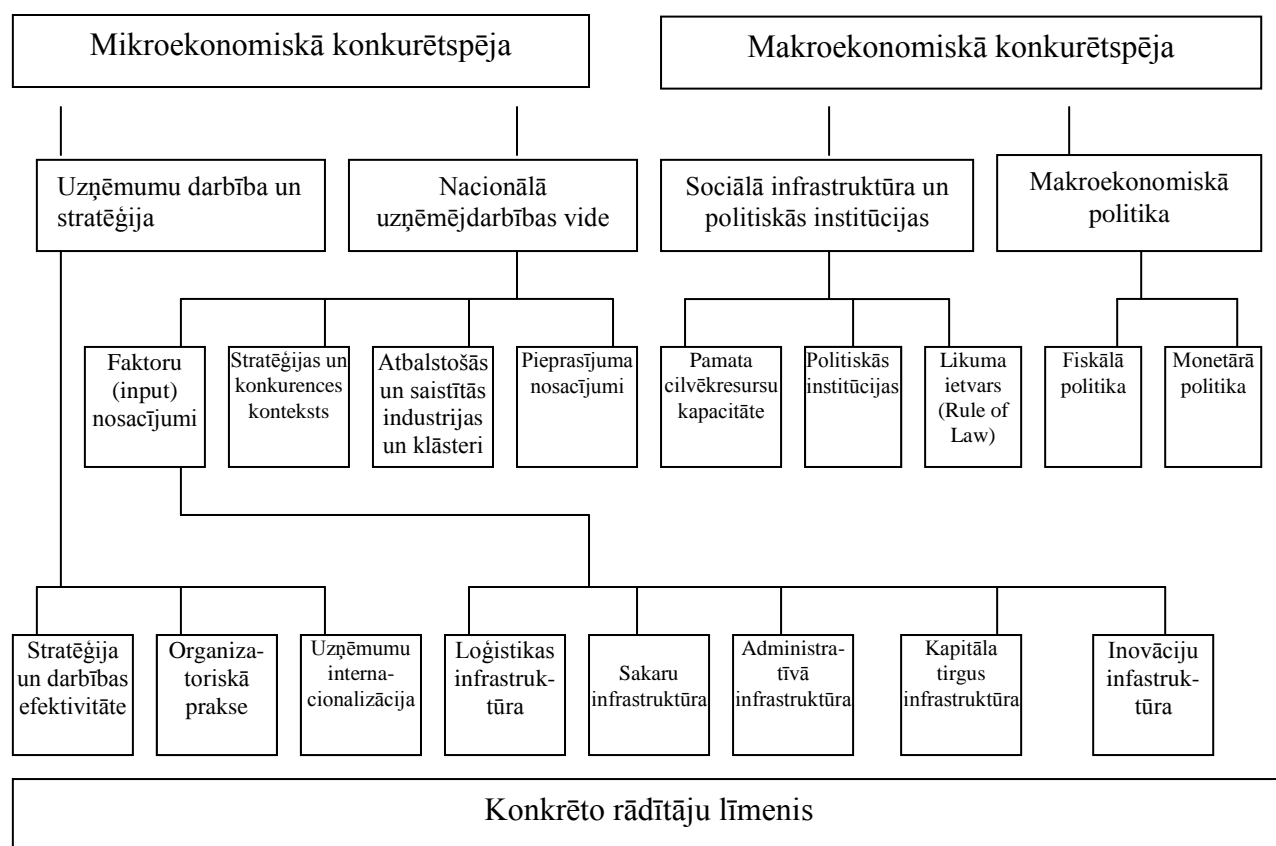 Mikroekonomiskā konkurētspēja
Makroekonomiskā konkurētspēja
Uzņēmumu darbība un
stratēģija
Nacionālā
uzņēmējdarbības vide
Sociālā infrastruktūra un
politiskās institūcijas
Makroekonomiskā
politika
Faktoru
(input)
nosacījumi
Stratēģijas un
konkurences
konteksts
Atbalstošās
un saistītās
industrijas
un klāsteri
Pieprasījuma
nosacījumi
Pamata
cilvēkresursu
kapacitāte
Politiskās
institūcijas
Likuma
ietvars
(Rule of
Law)
Fiskālā
politika
Monetārā
politika
Stratēģija
un darbības
efektivitāte
Organiza-
toriskā
prakse
Uzņēmumu
interna-
cionalizācija
Loģistikas
infrastruk-
tūra
Sakaru
infrastruktūra
Administra-
tīvā
infrastruktūra
Kapitāla
tirgus
infrastruktūra
Inovāciju
infastruk-
tūra
Konkrēto rādītāju līmenis